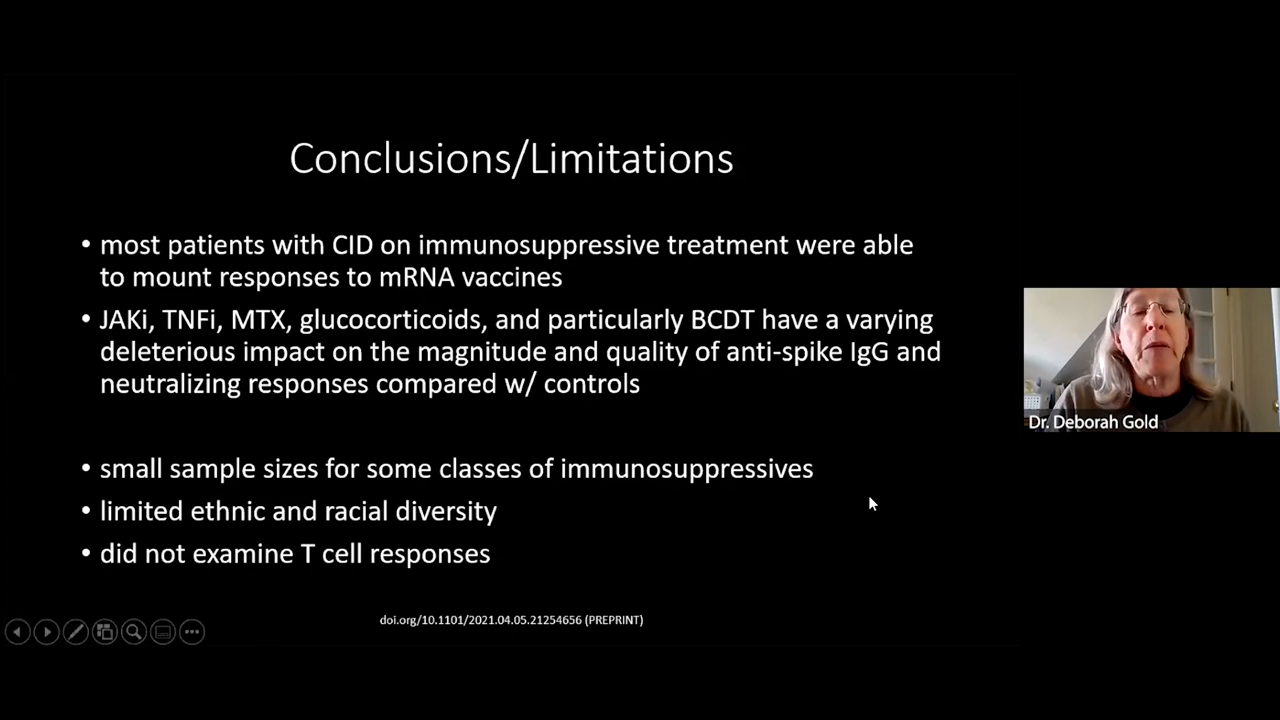 Conclusions/Limitations
• most patients with CID on immunosuppressive treatment were able
to mount responses to mRNA vaccines
• JAKi, TNFi, MTX, glucocorticoids, and particularly BCDT have a varying
deleterious impact on the magnitude and quality of anti-spike IgG and
neutralizing responses compared w/ controls
• small sample sizes for some classes of immunosuppressives
• limited ethnic and racial diversity
• did not examine T cell responses
doi.org/10.1101/2021.04.05.21254656 (PREPRINT)
Dr. Deborah Gold